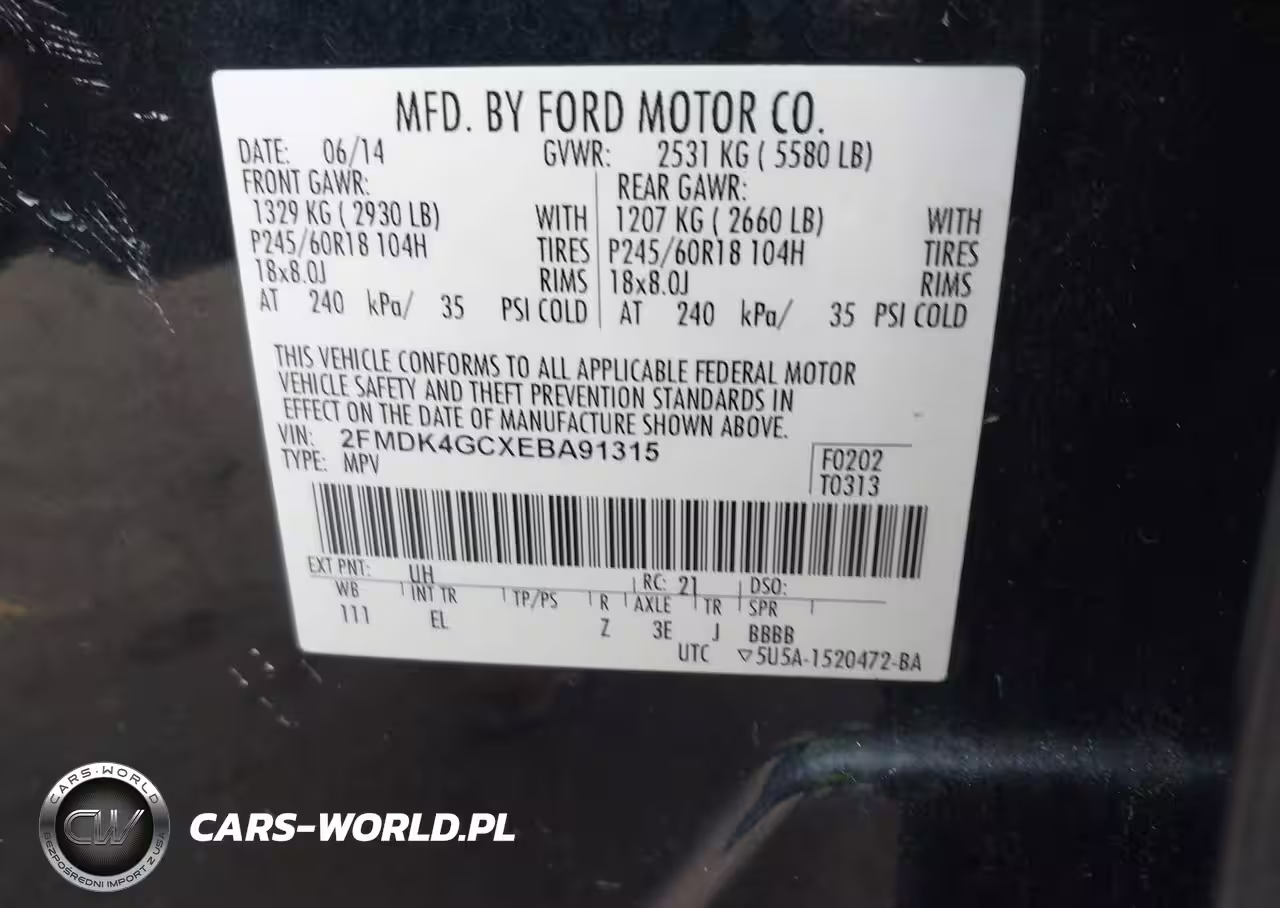 MFD. BY FORD MOTOR CO.
DATE: 06/14 GVWR: 2531 KG ( 5580 LB)
FRONT GAWR: REAR GAWR:
1329 KG ( 2930 LB) WITH 1207 KG ( 2660 LB) WITH
P245/60R18 104H TIRES P245/60R18 104H TIRES
18x8.0J RIMS 18x8.0J RIMS
AT 240 kPa/ 35 PSI COLD AT 240 kPa/ 35 PSI COLD
THIS VEHICLE CONFORMS TO ALL APPLICABLE FEDERAL MOTOR
VEHICLE SAFETY AND THEFT PREVENTION STANDARDS IN
EFFECT ON THE DATE OF MANUFACTURE SHOWN ABOVE.
VIN: 2FMDK4GCXEBA91315
TYPE: MPV
F0202
T0313
EXT PNT: UH RC: 21 DSO:
WB INT TR TP/PS R AXLE TR SPR
111 EL Z 3E J BBBB
UTC ▽5U5A-1520472-BA
CARS-WORLD
CW
BEZPOŚREDNI IMPORT Z USA
CARS-WORLD.PL